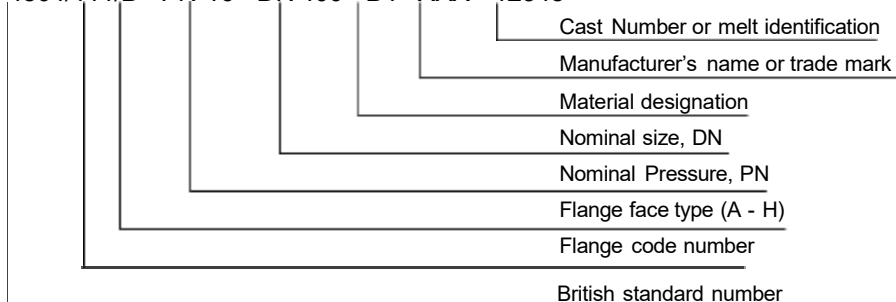 Cast Number or melt identification
Manufacturer's name or trade mark
Material designation
Nominal size, DN
Nominal Pressure, PN
Flange face type (A - H)
Flange code number
British standard number